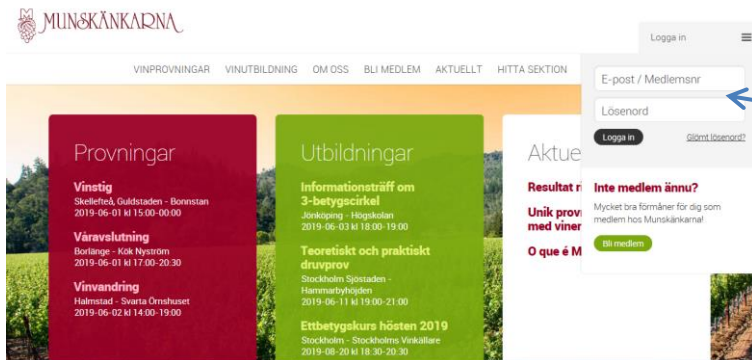 MUNSKÄNKARNA
Logga in
VINPROVNINGAR VINUTBILDNING OM OSS BLI MEDLEM AKTUELLT HITTA SEKTION
E-post / Medlemsnr
Lösenord
Logga in Glömt lösenord?
Inte medlem ännu?
Mycket bra förmåner för dig som
medlem hos Munskänkarna!
Bli medlem
Provningar
Vinstig
Skellefteå, Guldstaden - Bonnstan
2019-06-01 kl 15:00-00:00
Våravslutning
Borlänge - Kök Nyström
2019-06-01 kl 17:00-20:30
Vinvandring
Halmstad - Svarta Örnshuset
2019-06-02 kl 14:00-19:00
Utbildningar
Informationsträff om
3-betygscirkel
Jönköping - Högskolan
2019-06-03 kl 18:00-19:00
Teoretiskt och praktiskt
druvprov
Stockholm Sjöstaden -
Hammarbyhöjden
2019-06-11 kl 19:00-21:00
Ettbetygskurs hösten 2019
Stockholm - Stockholms Vinkällare
2019-08-20 kl 18:30-20:30
Aktue
Resultat
Unik prov
med viner
O que é M